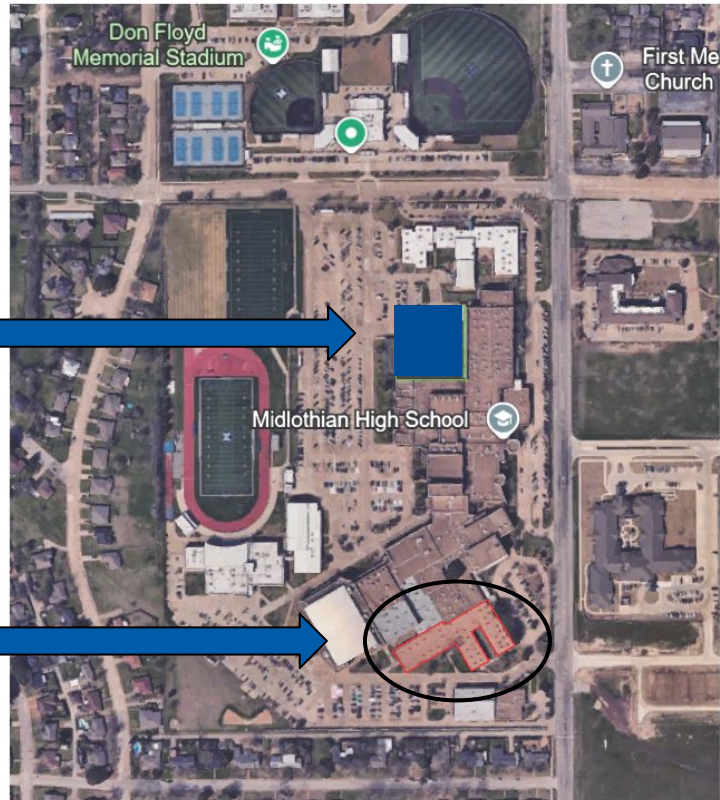 Don Floyd
Memorial Stadium
First Me
Church
Midlothian High School